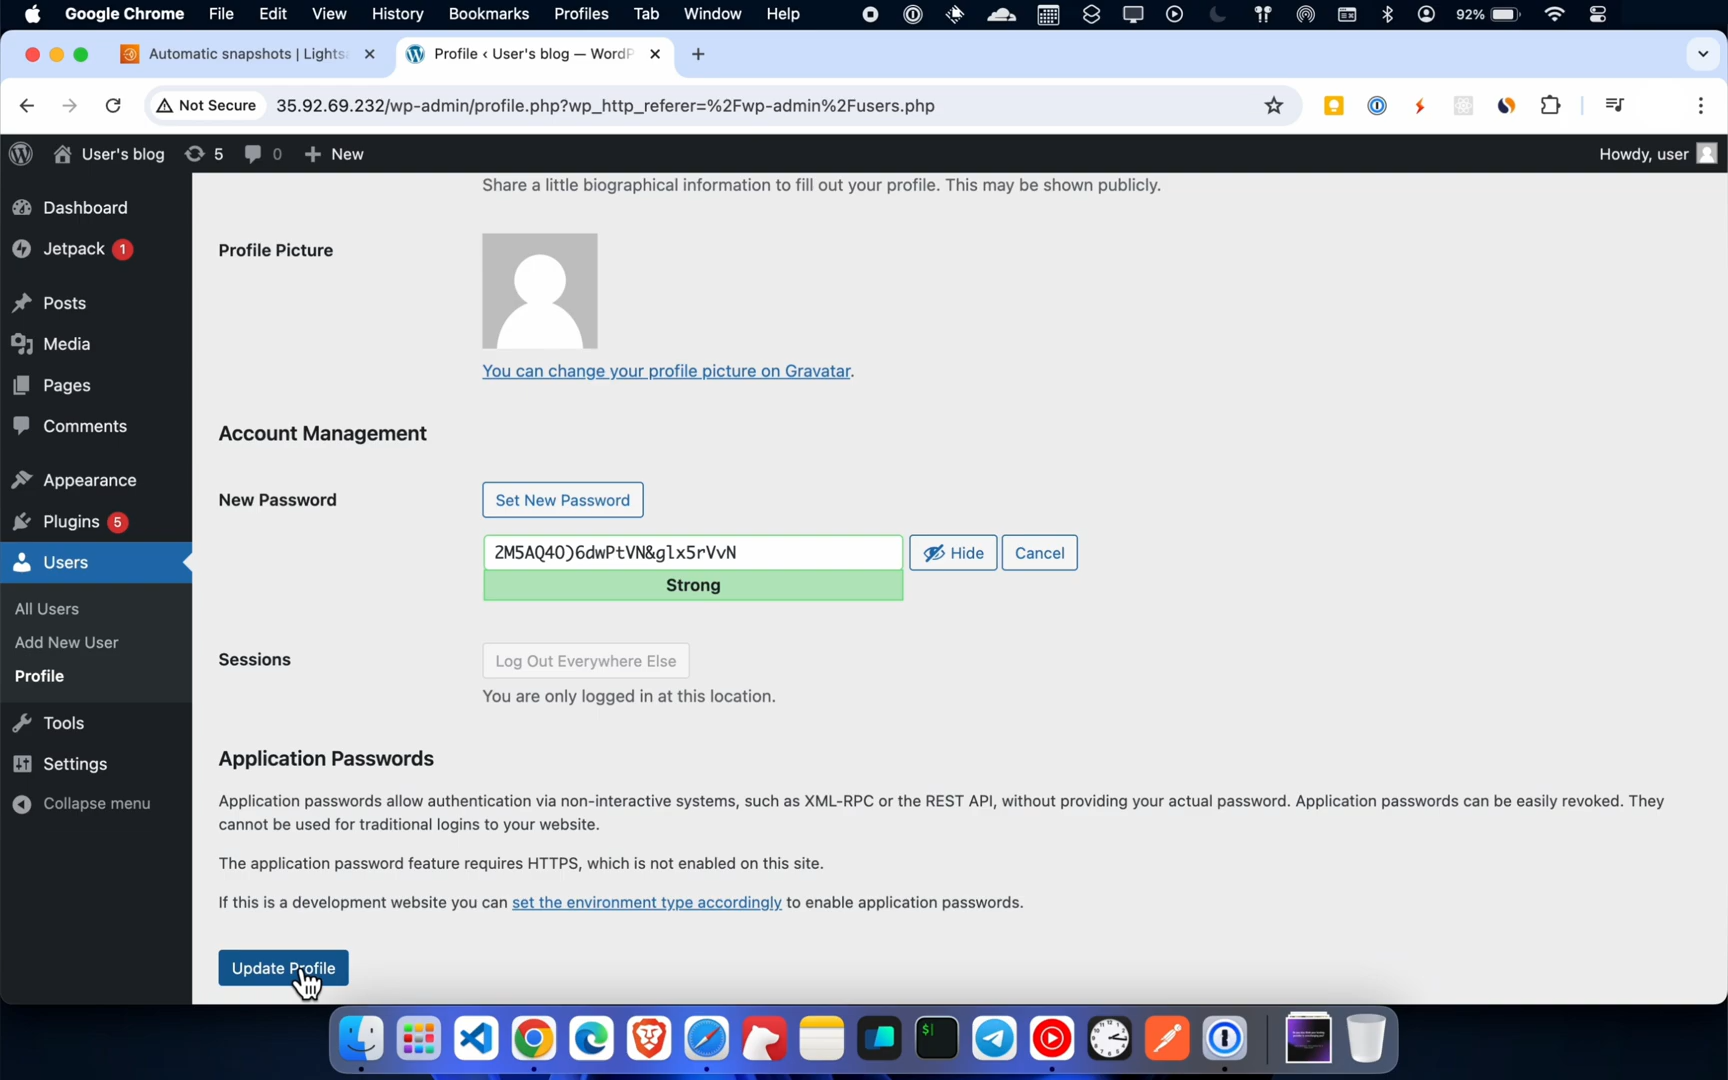 Google Chrome File Edit View History Bookmarks Profiles Tab Window Help 92%
Automatic snapshots | Lights
Profile ‹ User's blog — WordP
Not Secure 35.92.69.232/wp-admin/profile.php?wp_http_referer=%2Fwp-admin%2Fusers.php
User's blog 5 0 + New Howdy, user
Dashboard
Jetpack 1
Posts
Media
Pages
Comments
Appearance
Plugins 5
Users
All Users
Add New User
Profile
Tools
Settings
Collapse menu
Share a little biographical information to fill out your profile. This may be shown publicly.
Profile Picture
You can change your profile picture on Gravatar.
Account Management
New Password
Set New Password
2M5AQ4O)6dwPtVN&glx5rVvN Hide Cancel
Strong
Sessions
Log Out Everywhere Else
You are only logged in at this location.
Application Passwords
Application passwords allow authentication via non-interactive systems, such as XML-RPC or the REST API, without providing your actual password. Application passwords can be easily revoked. They
cannot be used for traditional logins to your website.
The application password feature requires HTTPS, which is not enabled on this site.
If this is a development website you can set the environment type accordingly to enable application passwords.
Update Profile